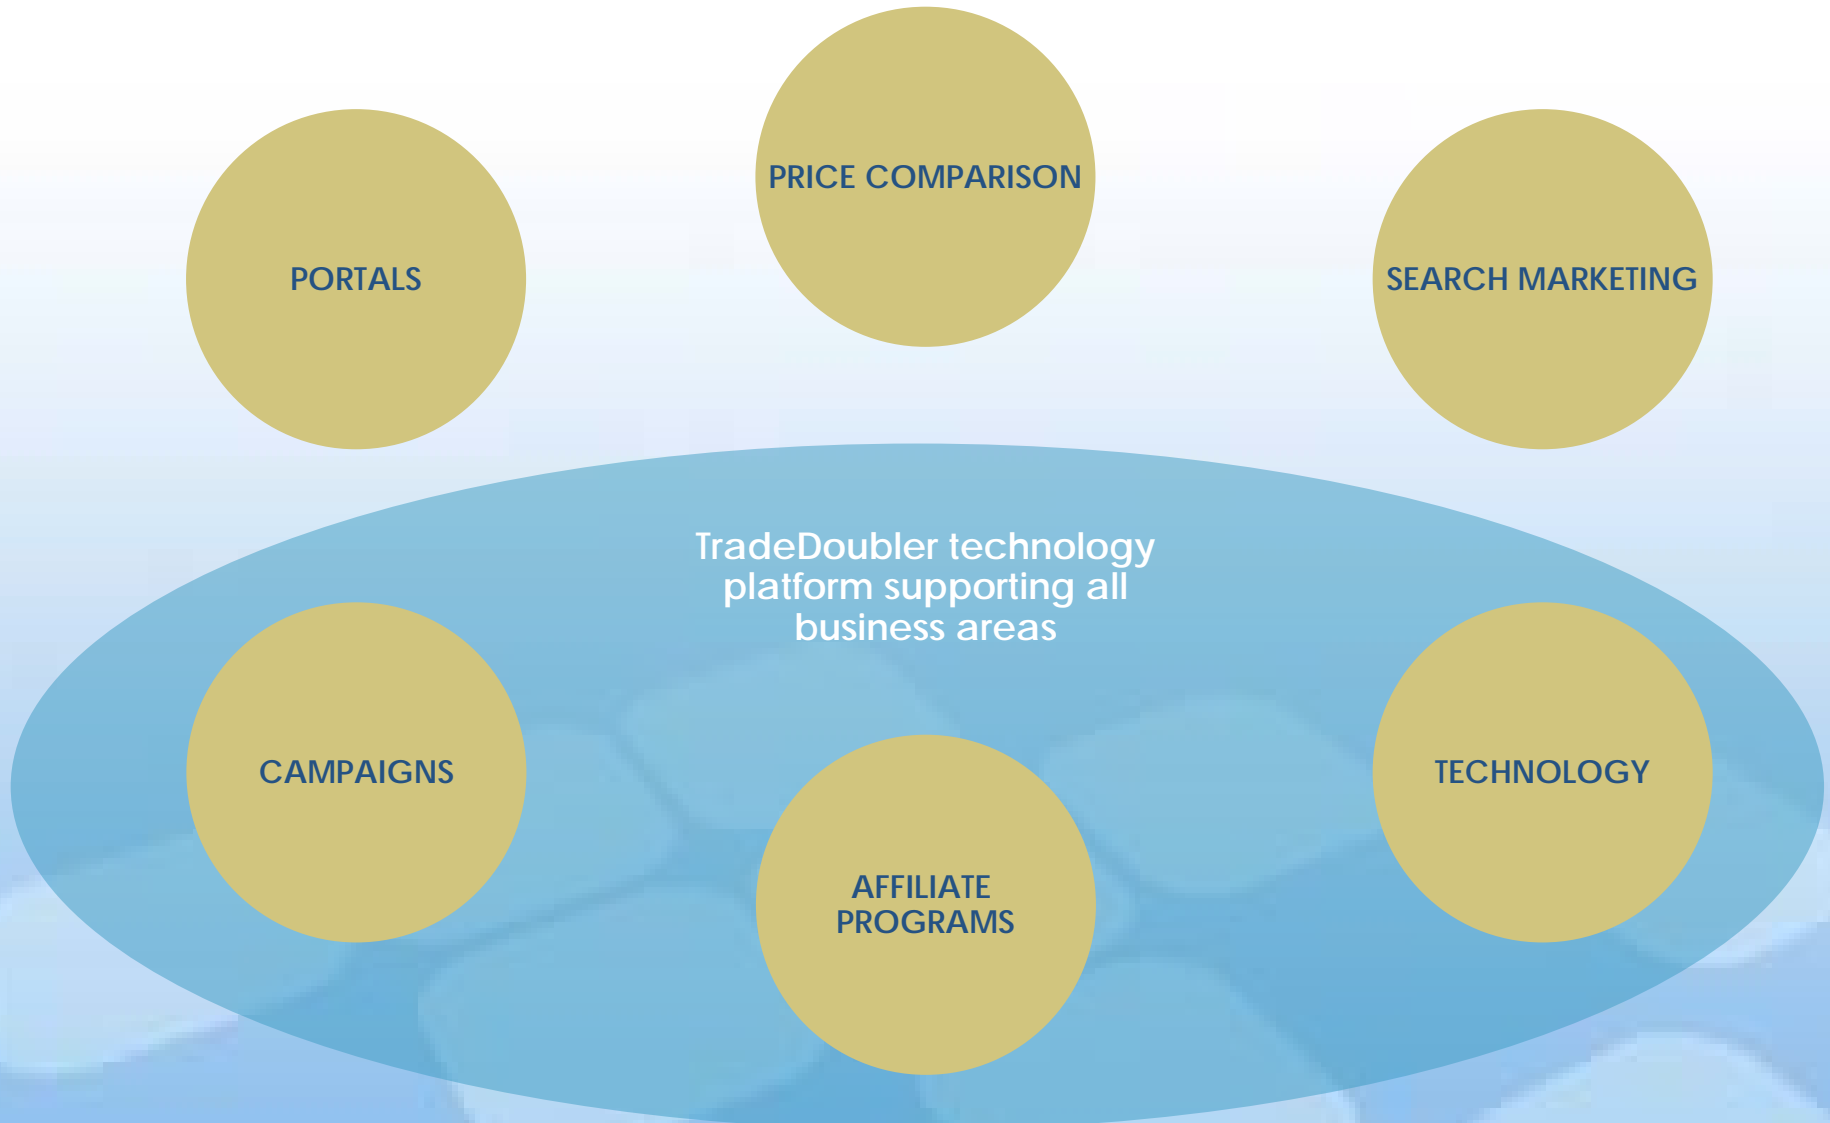 PRICE COMPARISON
PORTALS
SEARCH MARKETING
TradeDoubler technology
platform supporting all
business areas
CAMPAIGNS
TECHNOLOGY
AFFILIATE
PROGRAMS